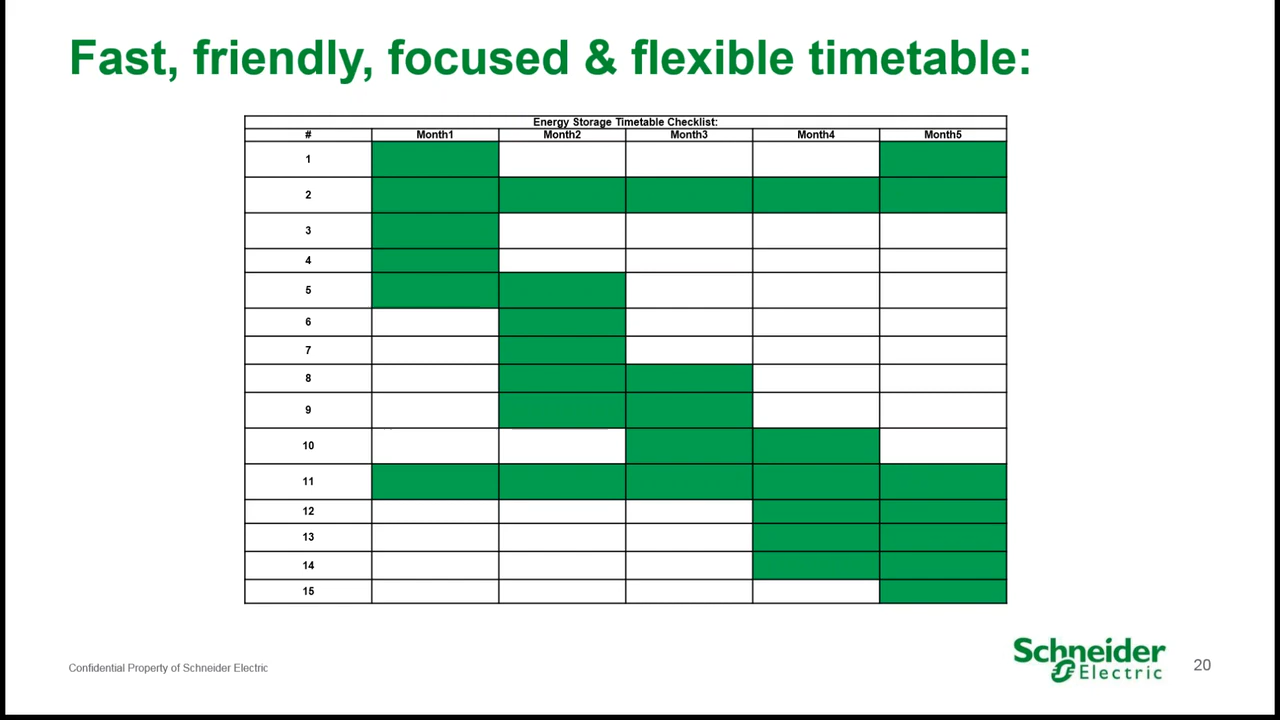 Fast, friendly, focused & flexible timetable:
Energy Storage Timetable Checklist:
# Month1 Month2 Month3 Month4 Month5
1
2
3
4
5
6
7
8
9
10
11
12
13
14
15
Confidential Property of Schneider Electric
Schneider
Electric
20